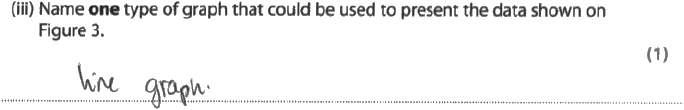 (iii) Name one type of graph that could be used to present the data shown on
Figure 3.
(1)
line graph.